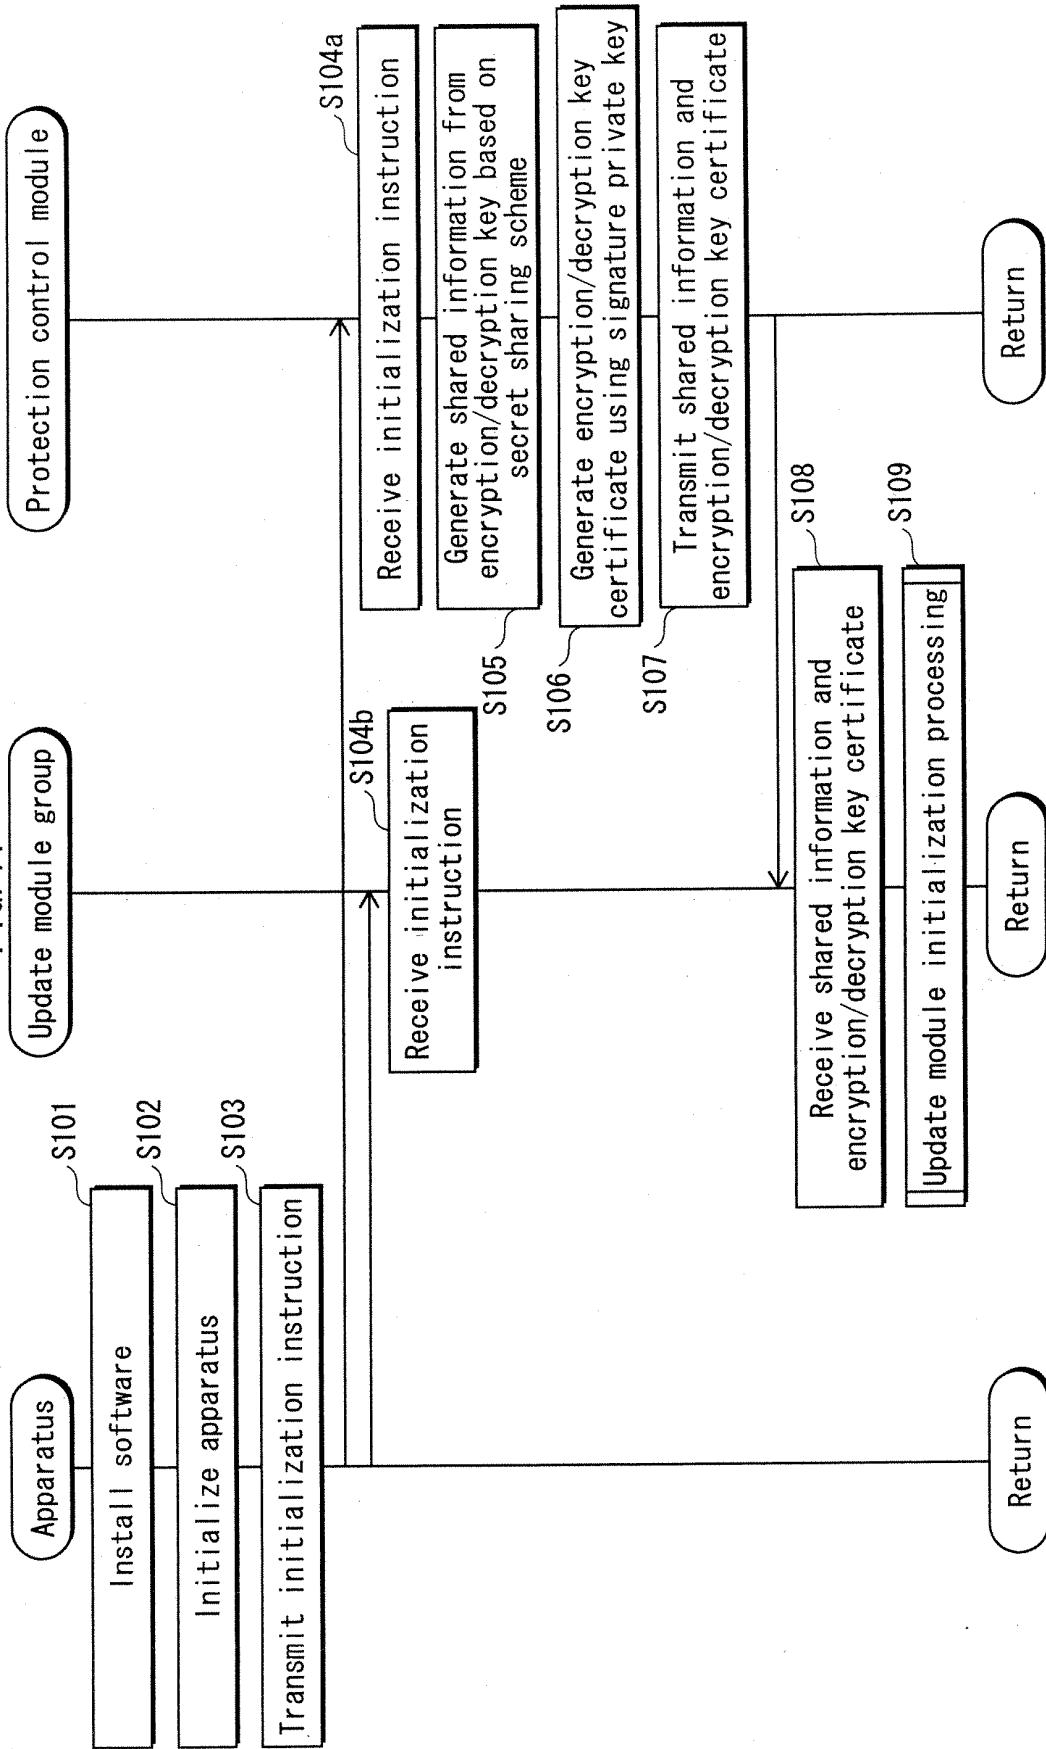 Apparatus
Update module group
Protection control module
S101
Install software
S102
Initialize apparatus
S103
Transmit initialization instruction
S104a
Receive initialization instruction
S104b
Receive initialization
instruction
S105
Generate shared information from
encryption/decryption key based on
secret sharing scheme
S106
Generate encryption/decryption key
certificate using signature private key
S107
Transmit shared information and
encryption/decryption key certificate
S108
Receive shared information and
encryption/decryption key certificate
S109
Update module initialization processing
Return
Return
Return